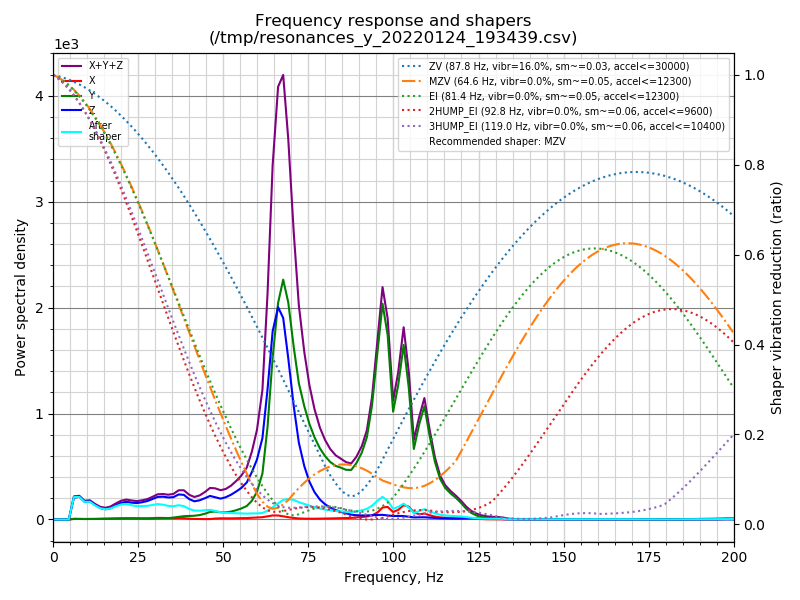 Frequency response and shapers
(/tmp/resonances_y_20220124_193439.csv)
1e3
X+Y+Z
X
Y
Z
After
shaper
ZV (87.8 Hz, vibr=16.0%, sm~=0.03, accel<=30000)
MZV (64.6 Hz, vibr=0.0%, sm~=0.05, accel<=12300)
EI (81.4 Hz, vibr=0.0%, sm~=0.05, accel<=12300)
2HUMP_EI (92.8 Hz, vibr=0.0%, sm~=0.06, accel<=9600)
3HUMP_EI (119.0 Hz, vibr=0.0%, sm~=0.06, accel<=10400)
Recommended shaper: MZV
4
3
2
1
0
Power spectral density
1.0
0.8
0.6
0.4
0.2
0.0
Shaper vibration reduction (ratio)
0 25 50 75 100 125 150 175 200
Frequency, Hz